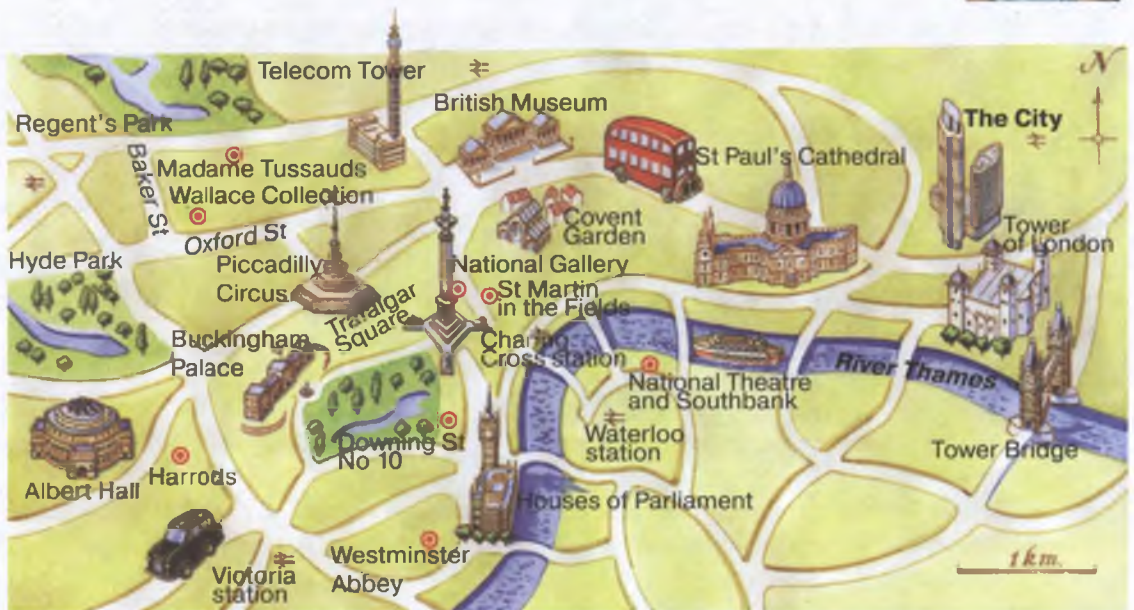 Telecom Tower
N
British Museum
The City
Regent's Park
Baker St
Madame Tussauds
Wallace Collection
St Paul's Cathedral
Oxford St
Covent
Garden
Tower
of London
Hyde Park
Piccadilly
Circus
National Gallery
St Martin
in the Fields
Trafalgar
Square
Buckingham
Palace
Charing
Cross station
River Thames
National Theatre
and Southbank
Downing St
No 10
Waterloo
station
Tower Bridge
Albert Hall
Harrods
Houses of Parliament
Westminster
Abbey
Victoria
station
1 km.